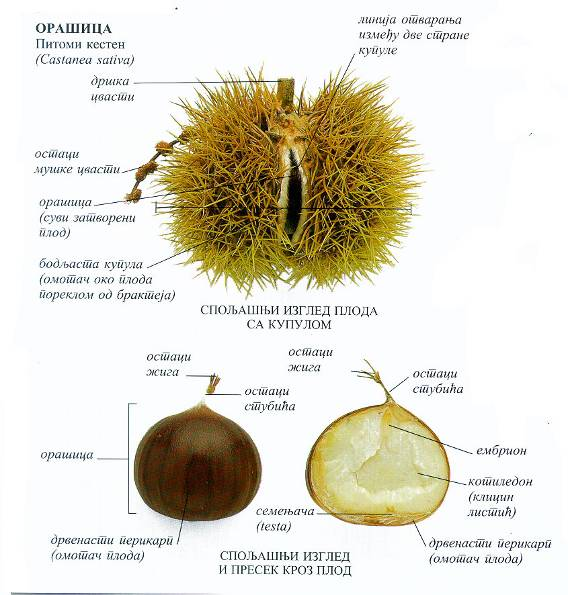 ОРАШИЦА
Питоми кестен
(Castanea sativa)
линија отварања
између две стране
купуле
дршка
цвасти
остаци
мушке цвасти
орашица
(суви затворени
плод)
бодљаста купула
(омотач око плода
пореклом од брактеја)
СПОЉАШЊИ ИЗГЛЕД ПЛОДА
СА КУПУЛОМ
остаци
жига
остаци
стубића
орашица
дрвенасти перикарп
(омотач плода)
остаци
жига
остаци
стубића
ембрион
котиледон
(клицин
листић)
семењача
(testa)
дрвенасти перикарп
(омотач плода)
СПОЉАШЊИ ИЗГЛЕД
И ПРЕСЕК КРОЗ ПЛОД